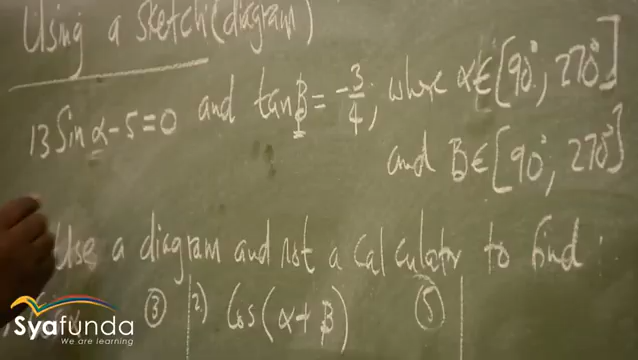 Using a sketch (diagram)
13 Sin α - 5 = 0 and tan β = -3/4, where α ∈ [90°; 270°]
and β ∈ [90°; 270°]
Use a diagram and not a calculator to find:
③ 2) Cos (α + β) ⑤
Syafunda
We are learning